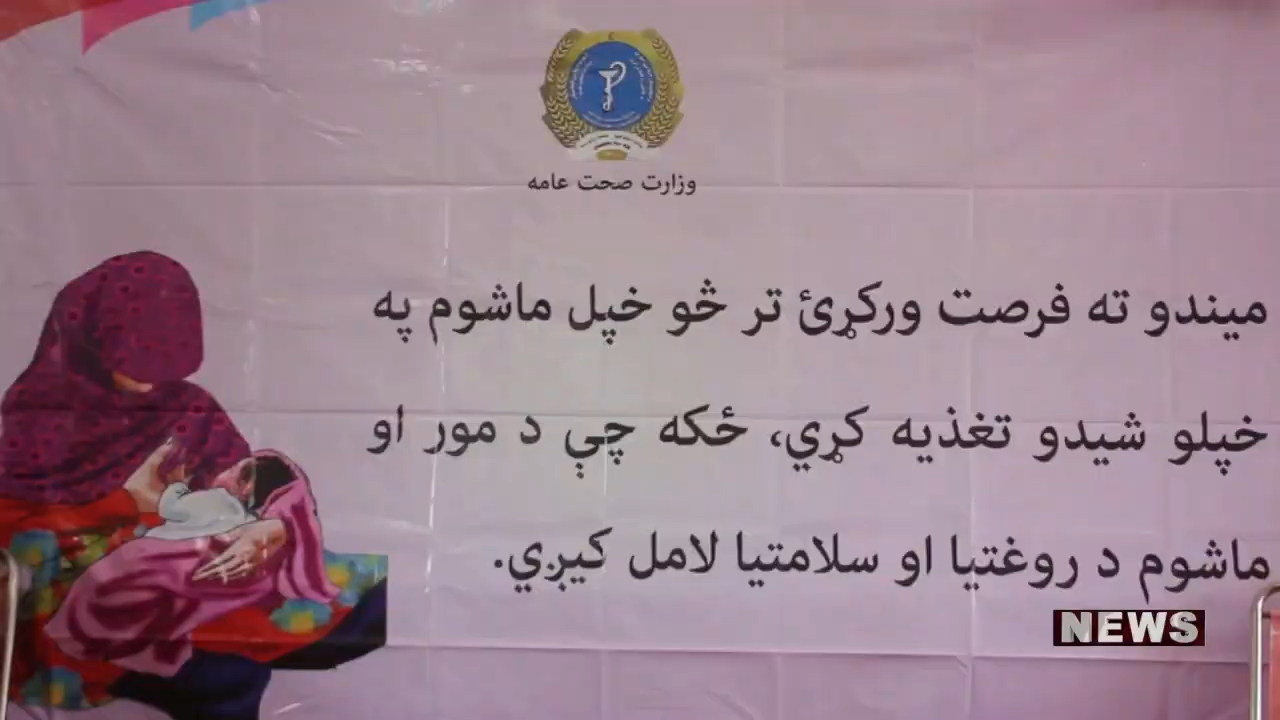 وزارت صحت عامه
میندو ته فرصت ورکړئ تر څو خپل ماشوم په
خپلو شیدو تغذیه کړي، ځکه چې د مور او
ماشوم د روغتیا او سلامتیا لامل کیږي.
NEWS